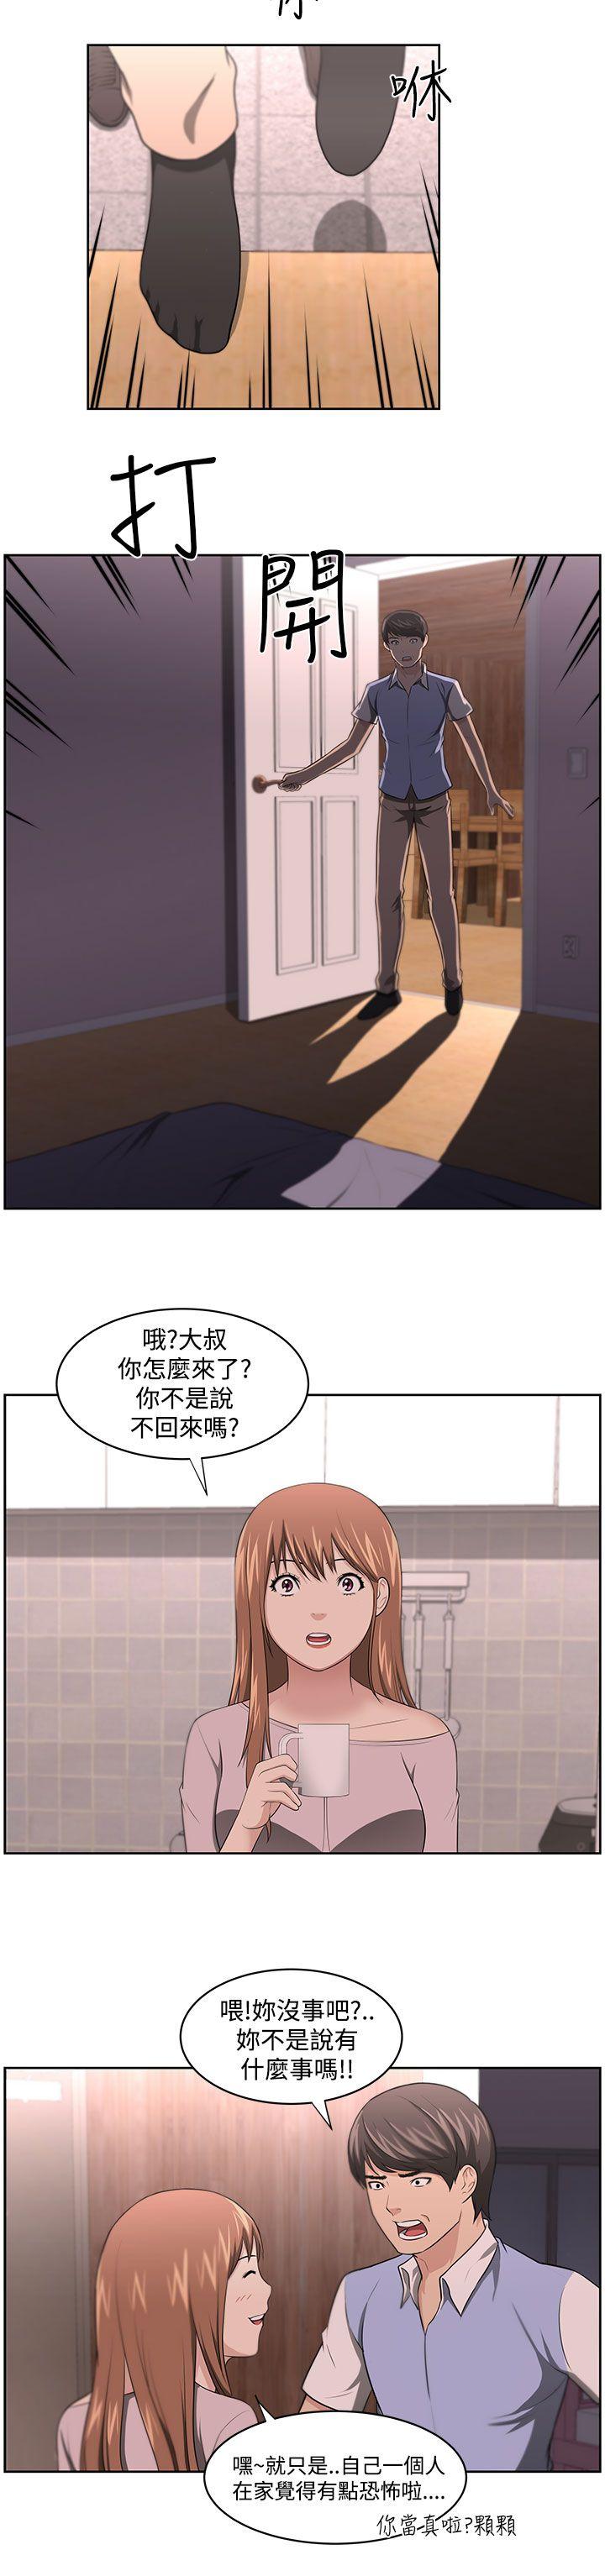 咻
打
開
哦?大叔
你怎麼來了?
你不是說
不回來嗎?
喂!妳沒事吧?..
妳不是說有
什麼事嗎!!
嘿~就只是..自己一個人
在家覺得有點恐怖啦....
你當真啦?顆顆